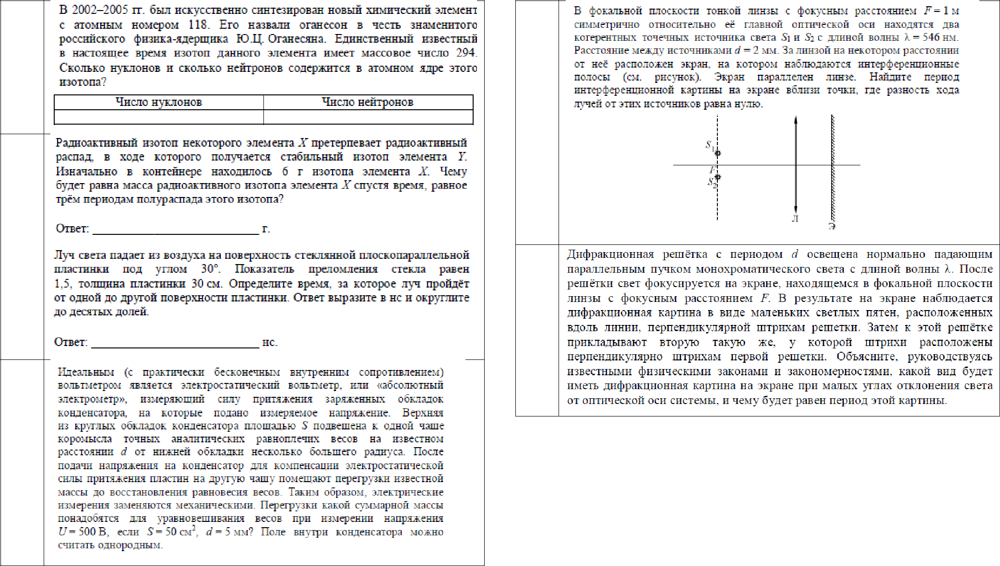 В 2002–2005 гг. был искусственно синтезирован новый химический элемент
с атомным номером 118. Его назвали оганесон в честь знаменитого
российского физика-ядерщика Ю.Ц. Оганесяна. Единственный известный
в настоящее время изотоп данного элемента имеет массовое число 294.
Сколько нуклонов и сколько нейтронов содержится в атомном ядре этого
изотопа?
Число нуклонов Число нейтронов
Радиоактивный изотоп некоторого элемента X претерпевает радиоактивный
распад, в ходе которого получается стабильный изотоп элемента Y.
Изначально в контейнере находилось 6 г изотопа элемента X. Чему
будет равна масса радиоактивного изотопа элемента X спустя время, равное
трём периодам полураспада этого изотопа?
Ответ: ___________________________ г.
Луч света падает из воздуха на поверхность стеклянной плоскопараллельной
пластинки под углом 30°. Показатель преломления стекла равен
1,5, толщина пластинки 30 см. Определите время, за которое луч пройдёт
от одной до другой поверхности пластинки. Ответ выразите в нс и округлите
до десятых долей.
Ответ: ___________________________ нс.
Идеальным (с практически бесконечным внутренним сопротивлением)
вольтметром является электростатический вольтметр, или «абсолютный
электрометр», измеряющий силу притяжения заряженных обкладок
конденсатора, на которые подано измеряемое напряжение. Верхняя
из круглых обкладок конденсатора площадью S подвешена к одной чаше
коромысла точных аналитических равноплечих весов на известном
расстоянии d от нижней обкладки несколько большего радиуса. После
подачи напряжения на конденсатор для компенсации электростатической
силы притяжения пластин на другую чашу помещают перегрузки известной
массы до восстановления равновесия весов. Таким образом, электрические
измерения заменяются механическими. Перегрузки какой суммарной массы
понадобятся для уравновешивания весов при измерении напряжения
U = 500 В, если S = 50 см², d = 5 мм? Поле внутри конденсатора можно
считать однородным.
В фокальной плоскости тонкой линзы с фокусным расстоянием F = 1 м
симметрично относительно её главной оптической оси находятся два
когерентных точечных источника света S₁ и S₂ с длиной волны λ = 546 нм.
Расстояние между источниками d = 2 мм. За линзой на некотором расстоянии
от неё расположен экран, на котором наблюдаются интерференционные
полосы (см. рисунок). Экран параллелен линзе. Найдите период
интерференционной картины на экране вблизи точки, где разность хода
лучей от этих источников равна нулю.
S₁
F
S₂
Л
Э
Дифракционная решётка с периодом d освещена нормально падающим
параллельным пучком монохроматического света с длиной волны λ. После
решётки свет фокусируется на экране, находящемся в фокальной плоскости
линзы с фокусным расстоянием F. В результате на экране наблюдается
дифракционная картина в виде маленьких светлых пятен, расположенных
вдоль линии, перпендикулярной штрихам решетки. Затем к этой решётке
прикладывают вторую такую же, у которой штрихи расположены
перпендикулярно штрихам первой решетки. Объясните, руководствуясь
известными физическими законами и закономерностями, какой вид будет
иметь дифракционная картина на экране при малых углах отклонения света
от оптической оси системы, и чему будет равен период этой картины.